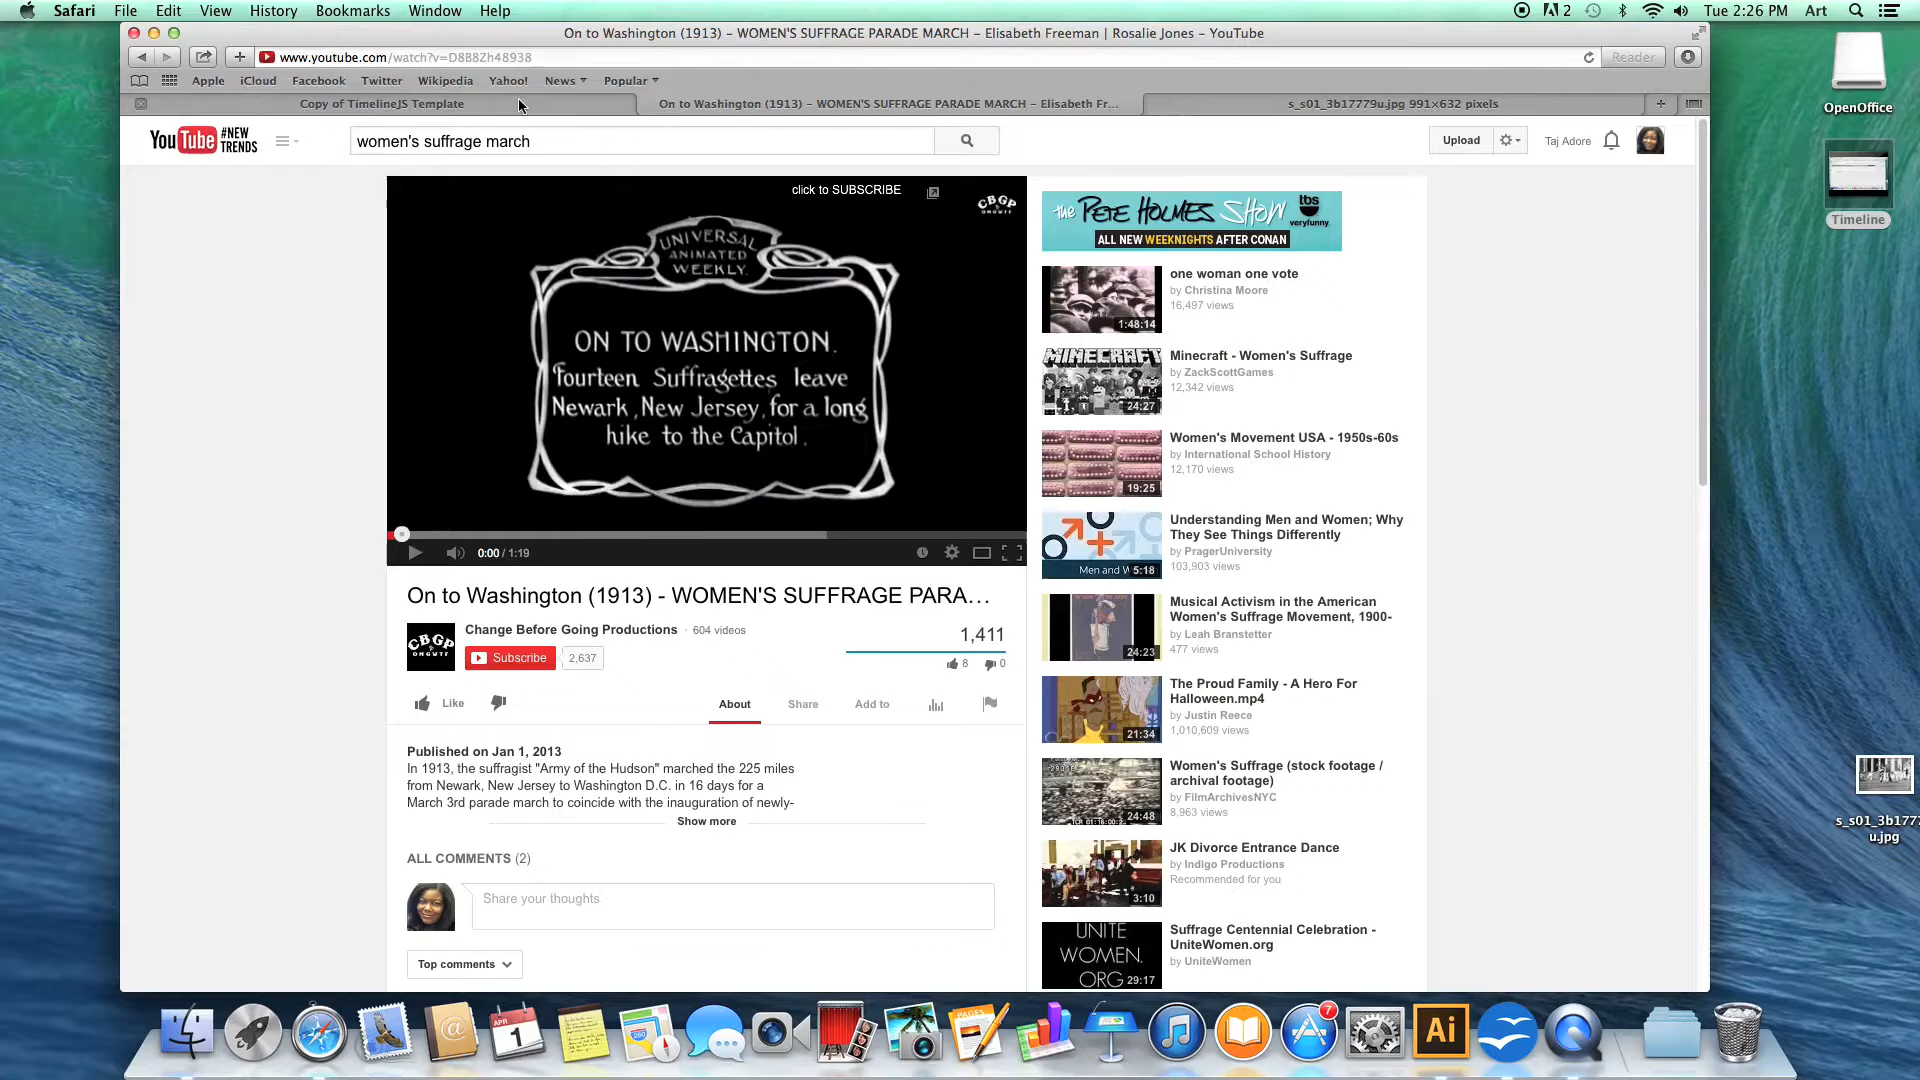 Safari File Edit View History Bookmarks Window Help
2 Tue 2:26 PM Art
On to Washington (1913) – WOMEN'S SUFFRAGE PARADE MARCH – Elisabeth Freeman | Rosalie Jones – YouTube
www.youtube.com/watch?v=D8B8Zh48938
Reader
Apple iCloud Facebook Twitter Wikipedia Yahoo! News Popular
Copy of TimelineJS Template
On to Washington (1913) – WOMEN'S SUFFRAGE PARADE MARCH – Elisabeth Fr...
s_s01_3b17779u.jpg 991×632 pixels
OpenOffice
Timeline
s_s01_3b1777
u.jpg
YouTube #NEW TRENDS
women's suffrage march
Upload
Taj Adore
click to SUBSCRIBE
CBGP
UNIVERSAL
ANIMATED
WEEKLY.
ON TO WASHINGTON.
Fourteen Suffragettes leave
Newark, New Jersey, for a long
hike to the Capitol.
0:00 / 1:19
On to Washington (1913) - WOMEN'S SUFFRAGE PARA...
CBGP
Change Before Going Productions · 604 videos
Subscribe 2,637
1,411
8 0
Like
About Share Add to
Published on Jan 1, 2013
In 1913, the suffragist "Army of the Hudson" marched the 225 miles
from Newark, New Jersey to Washington D.C. in 16 days for a
March 3rd parade march to coincide with the inauguration of newly-
Show more
ALL COMMENTS (2)
Share your thoughts
Top comments
the PETE HOLMES SHOW tbs
veryfunny
ALL NEW WEEKNIGHTS AFTER CONAN
one woman one vote
by Christina Moore
16,497 views
1:48:14
MINECRAFT
Minecraft - Women's Suffrage
by ZackScottGames
12,342 views
24:27
Women's Movement USA - 1950s-60s
by International School History
12,170 views
19:25
Understanding Men and Women; Why
They See Things Differently
by PragerUniversity
103,903 views
Men and W 5:18
Musical Activism in the American
Women's Suffrage Movement, 1900-
by Leah Branstetter
477 views
24:23
The Proud Family - A Hero For
Halloween.mp4
by Justin Reece
1,010,609 views
21:34
Women's Suffrage (stock footage /
archival footage)
by FilmArchivesNYC
8,963 views
24:48
JK Divorce Entrance Dance
by Indigo Productions
Recommended for you
3:10
Suffrage Centennial Celebration -
UniteWomen.org
by UniteWomen
UNITE
WOMEN.
ORG 29:17
APR
1
PAGES
7
Ai